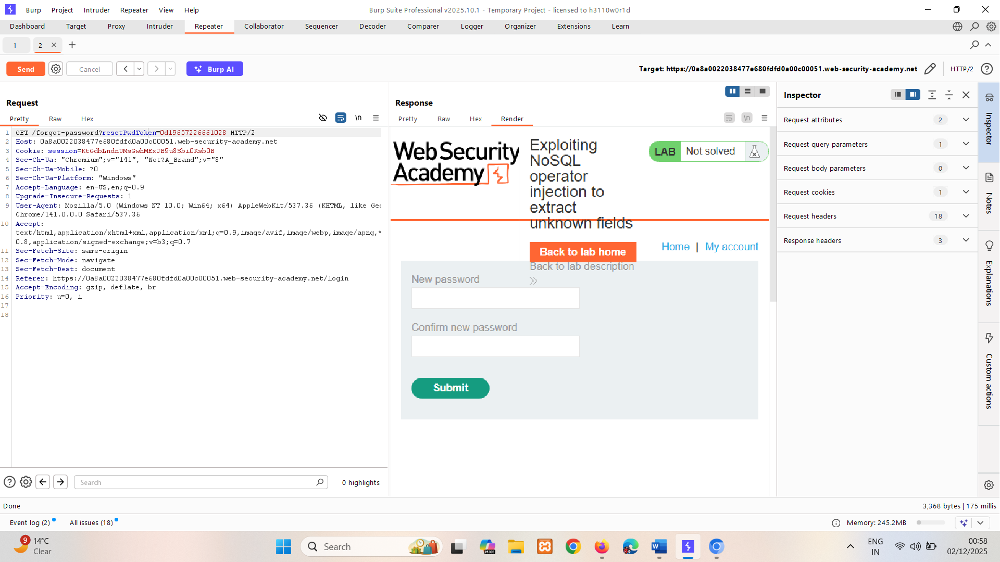 Burp Project Intruder Repeater View Help
Burp Suite Professional v2025.10.1 - Temporary Project - licensed to h3110w0r1d
Dashboard Target Proxy Intruder Repeater Collaborator Sequencer Decoder Comparer Logger Organizer Extensions Learn
1 2 × +
Send Cancel < > Burp AI
Target: https://0a8a0022038477e680fdfd0a00c00051.web-security-academy.net HTTP/2
Request
Pretty Raw Hex
\n
1 GET /forgot-password?resetPwdToken=0d19657226661028 HTTP/2
2 Host: 0a8a0022038477e680fdfd0a00c00051.web-security-academy.net
3 Cookie: session=KtGdbLndnUMsGwhMExJE9u8Sbi0Ksb0B
4 Sec-Ch-Ua: "Chromium";v="141", "Not?A_Brand";v="8"
5 Sec-Ch-Ua-Mobile: ?0
6 Sec-Ch-Ua-Platform: "Windows"
7 Accept-Language: en-US,en;q=0.9
8 Upgrade-Insecure-Requests: 1
9 User-Agent: Mozilla/5.0 (Windows NT 10.0; Win64; x64) AppleWebKit/537.36 (KHTML, like Gec
Chrome/141.0.0.0 Safari/537.36
10 Accept:
text/html,application/xhtml+xml,application/xml;q=0.9,image/avif,image/webp,image/apng,*
0.8,application/signed-exchange;v=b3;q=0.7
11 Sec-Fetch-Site: same-origin
12 Sec-Fetch-Mode: navigate
13 Sec-Fetch-Dest: document
14 Referer: https://0a8a0022038477e680fdfd0a00c00051.web-security-academy.net/login
15 Accept-Encoding: gzip, deflate, br
16 Priority: u=0, i
17
18
Search
0 highlights
Response
Pretty Raw Hex Render
\n
WebSecurity
Academy
Exploiting
NoSQL
operator
injection to
extract
unknown fields
LAB Not solved
Back to lab home
Back to lab description
Home | My account
New password
Confirm new password
Submit
Inspector
Request attributes 2
Request query parameters 1
Request body parameters 0
Request cookies 1
Request headers 18
Response headers 3
Inspector
Notes
Explanations
Custom actions
Done
3,368 bytes | 175 millis
Event log (2) All issues (18)
Memory: 245.2MB
9
14°C
Clear
Search
M365
ENG
IN
00:58
02/12/2025